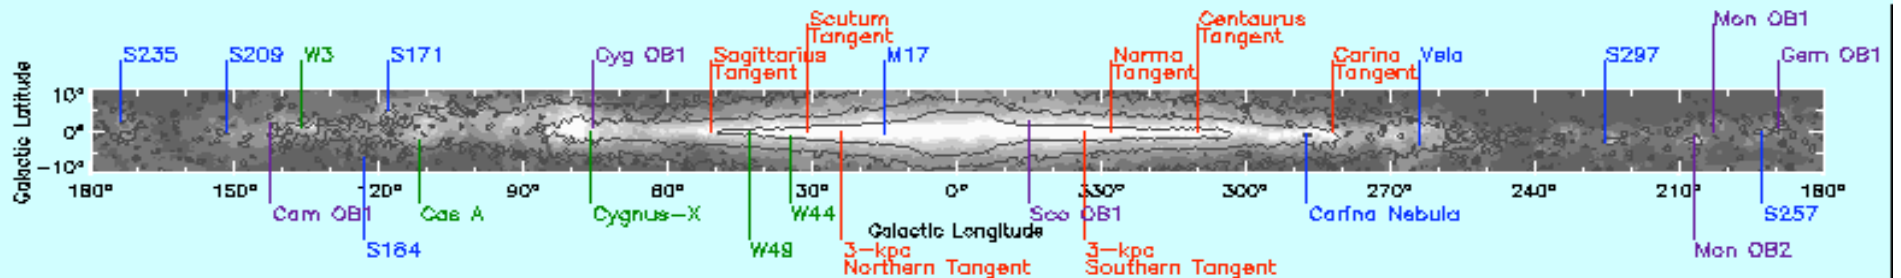 Scutum
Tangent
Centaurus
Tangent
Mon OB1
S235
S209
W3
S171
Cyg OB1
Sagittarius
Tangent
M17
Norma
Tangent
Carina
Tangent
Vela
S297
Gem OB1
Galactic Latitude
10°
0°
-10°
180°
150°
120°
90°
60°
30°
0°
330°
300°
270°
240°
210°
180°
Cam OB1
Cas A
Cygnus-X
W44
Sco OB1
Carina Nebula
S257
Galactic Longitude
S184
W49
3-kpc
Northern Tangent
3-kpc
Southern Tangent
Mon OB2